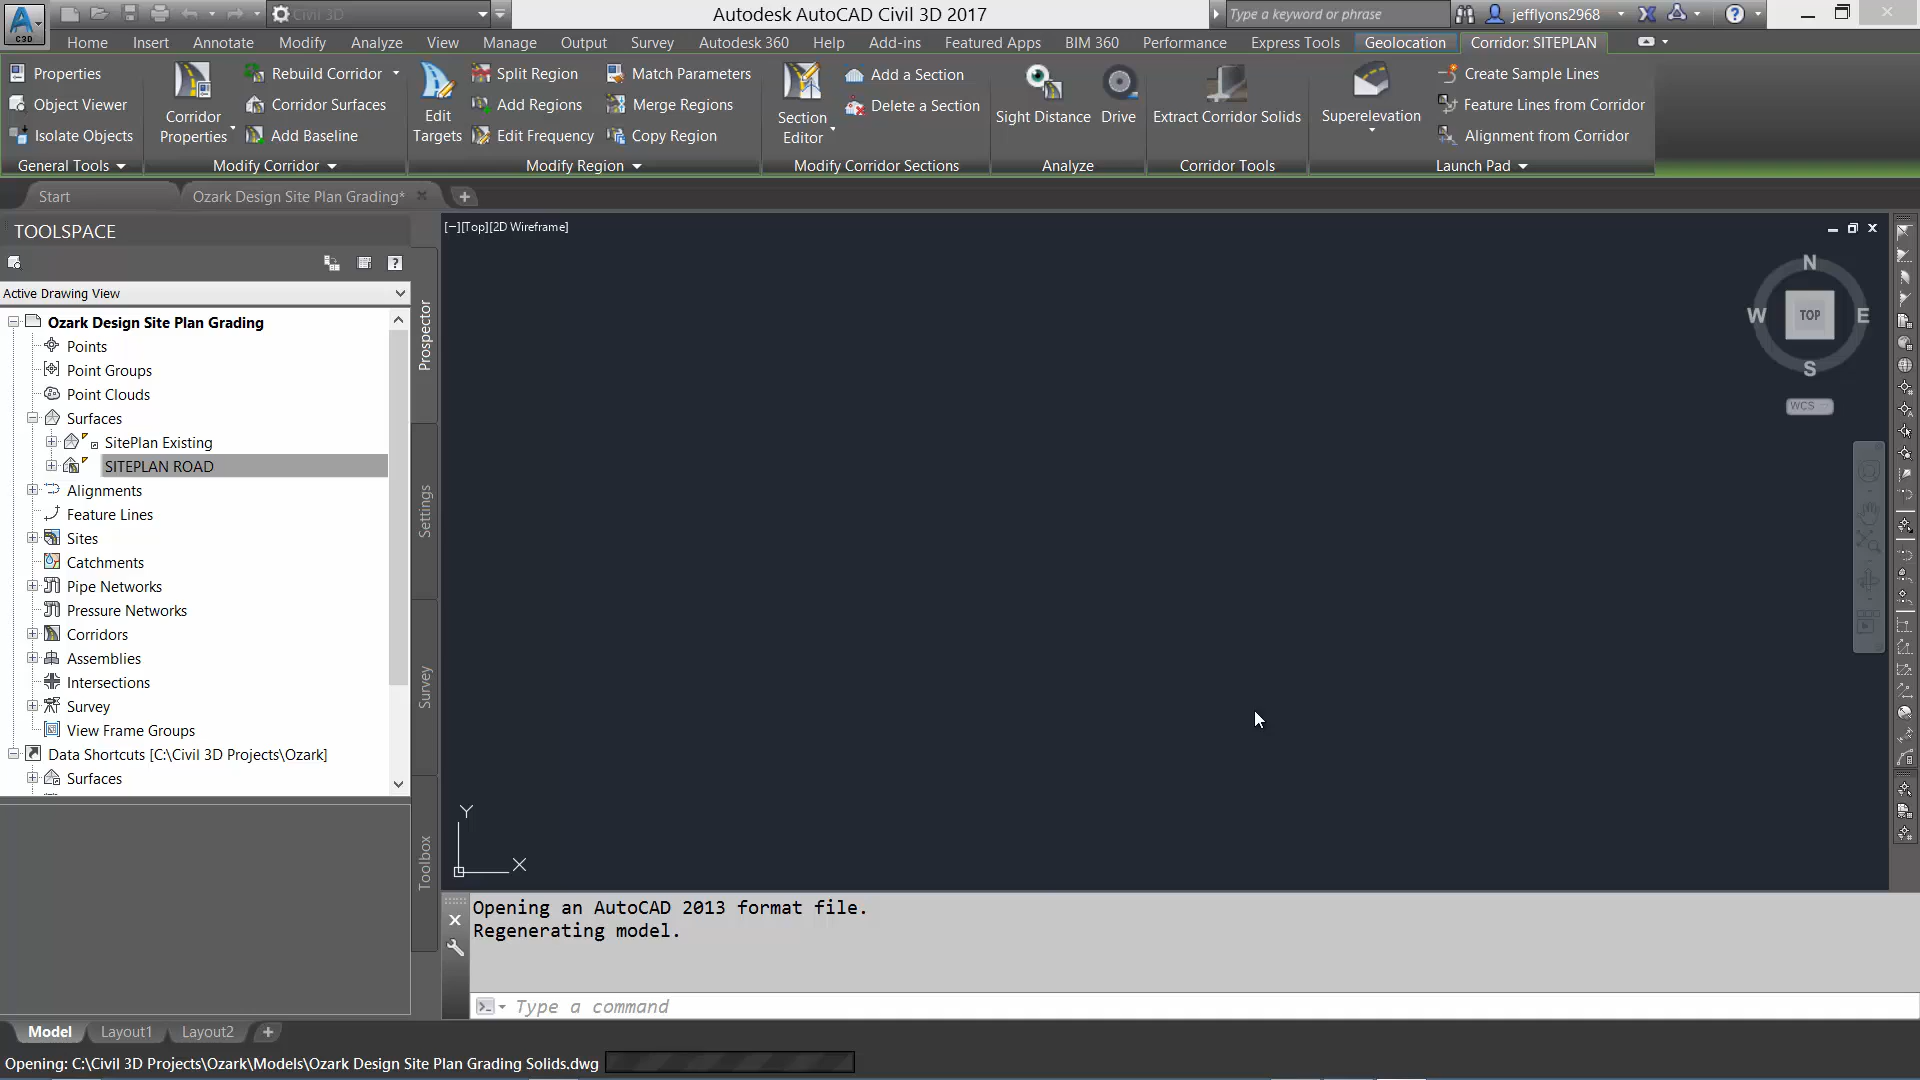 C3D
Civil 3D
Autodesk AutoCAD Civil 3D 2017
Type a keyword or phrase
jefflyons2968
Home Insert Annotate Modify Analyze View Manage Output Survey Autodesk 360 Help Add-ins Featured Apps BIM 360 Performance Express Tools Geolocation Corridor: SITEPLAN
Properties
Object Viewer
Isolate Objects
General Tools
Corridor
Properties
Rebuild Corridor
Corridor Surfaces
Add Baseline
Modify Corridor
Edit
Targets
Split Region
Add Regions
Edit Frequency
Match Parameters
Merge Regions
Copy Region
Modify Region
Section
Editor
Add a Section
Delete a Section
Modify Corridor Sections
Sight Distance
Drive
Analyze
Extract Corridor Solids
Corridor Tools
Superelevation
Create Sample Lines
Feature Lines from Corridor
Alignment from Corridor
Launch Pad
Start
Ozark Design Site Plan Grading*
TOOLSPACE
Active Drawing View
Ozark Design Site Plan Grading
Points
Point Groups
Point Clouds
Surfaces
SitePlan Existing
SITEPLAN ROAD
Alignments
Feature Lines
Sites
Catchments
Pipe Networks
Pressure Networks
Corridors
Assemblies
Intersections
Survey
View Frame Groups
Data Shortcuts [C:\Civil 3D Projects\Ozark]
Surfaces
Prospector
Settings
Survey
Toolbox
[−][Top][2D Wireframe]
N
W
TOP
E
S
WCS
Y
X
Opening an AutoCAD 2013 format file.
Regenerating model.
Type a command
Model Layout1 Layout2
Opening: C:\Civil 3D Projects\Ozark\Models\Ozark Design Site Plan Grading Solids.dwg